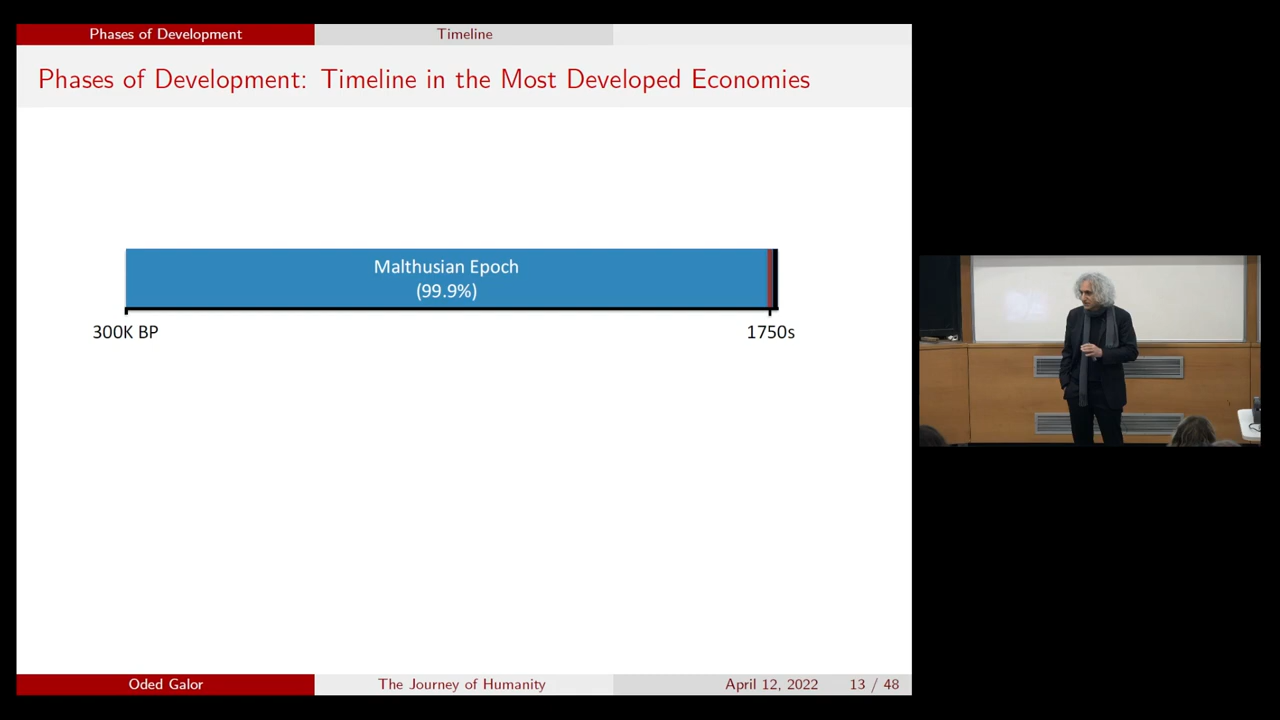 Phases of Development
Timeline
Phases of Development: Timeline in the Most Developed Economies
Malthusian Epoch
(99.9%)
300K BP
1750s
Oded Galor
The Journey of Humanity
April 12, 2022
13 / 48